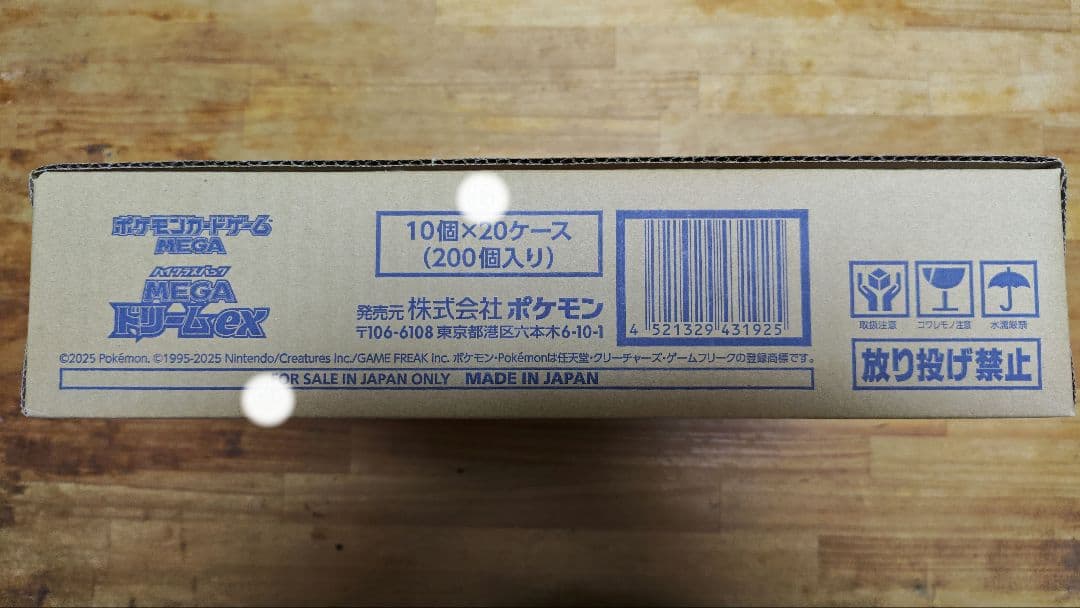 ポケモンカードゲーム
MEGA
ハイクラスパック
MEGA
ドリームex
10個×20ケース
(200個入り)
発売元 株式会社 ポケモン
〒106-6108 東京都港区六本木6-10-1
4 521329 431925
取扱注意
コワレモノ注意
水濡厳禁
放り投げ禁止
©2025 Pokémon. ©1995-2025 Nintendo/Creatures Inc./GAME FREAK inc. ポケモン・Pokémonは任天堂・クリーチャーズ・ゲームフリークの登録商標です。
FOR SALE IN JAPAN ONLY MADE IN JAPAN